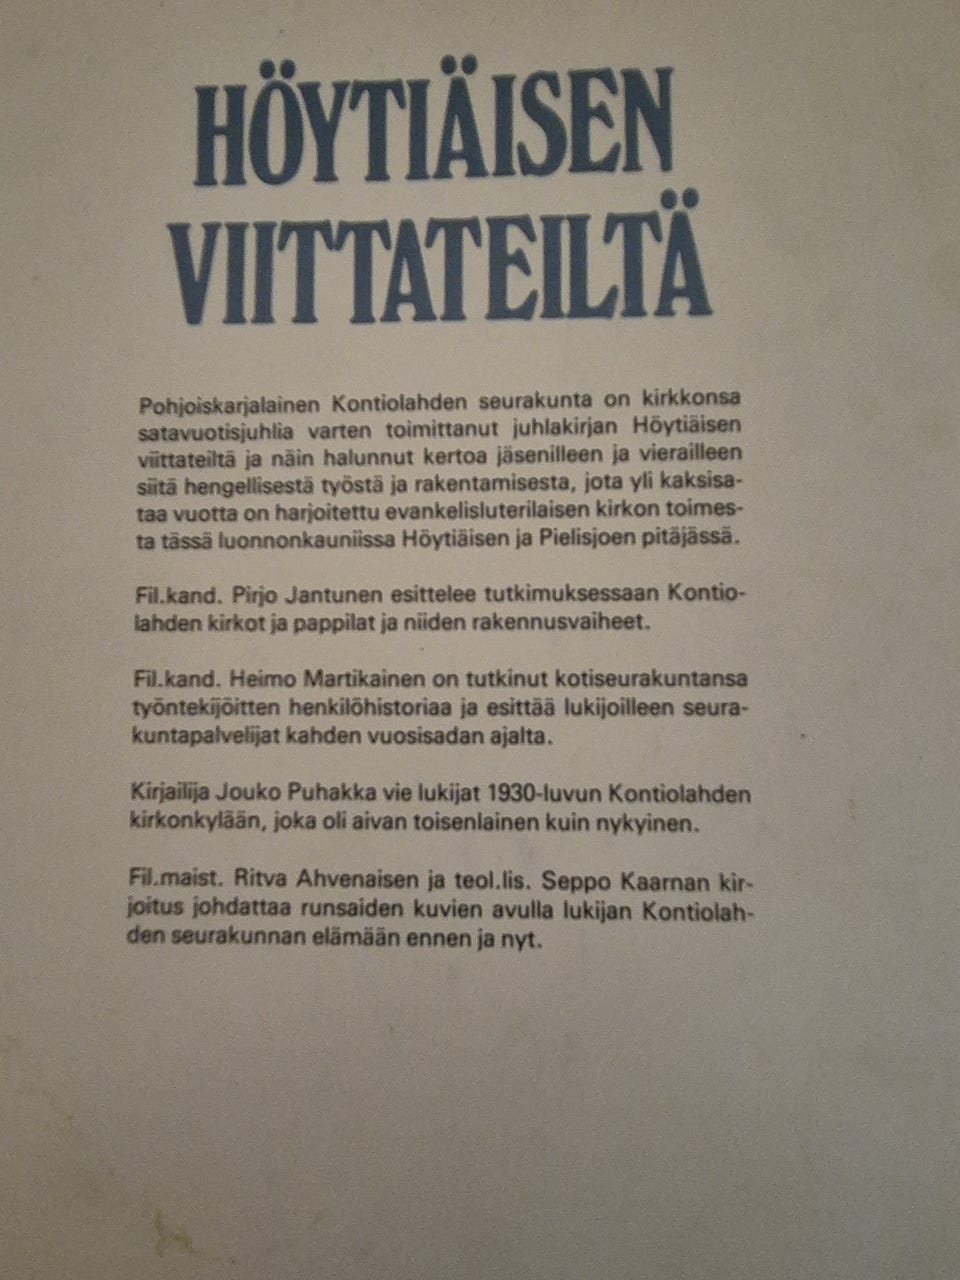 HÖYTIÄISEN
VIITTATEILTÄ
Pohjoiskarjalainen Kontiolahden seurakunta on kirkkonsa
satavuotisjuhlia varten toimittanut juhlakirjan Höytiäisen
viittateiltä ja näin halunnut kertoa jäsenilleen ja vierailleen
siitä hengellisestä työstä ja rakentamisesta, jota yli kaksisa-
taa vuotta on harjoitettu evankelisluterilaisen kirkon toimes-
ta tässä luonnonkauniissa Höytiäisen ja Pielisjoen pitäjässä.
Fil.kand. Pirjo Jantunen esittelee tutkimuksessaan Kontio-
lahden kirkot ja pappilat ja niiden rakennusvaiheet.
Fil.kand. Heimo Martikainen on tutkinut kotiseurakuntansa
työntekijöitten henkilöhistoriaa ja esittää lukijoilleen seura-
kuntapalvelijat kahden vuosisadan ajalta.
Kirjailija Jouko Puhakka vie lukijat 1930-luvun Kontiolahden
kirkonkylään, joka oli aivan toisenlainen kuin nykyinen.
Fil.maist. Ritva Ahvenaisen ja teol.lis. Seppo Kaarnan kir-
joitus johdattaa runsaiden kuvien avulla lukijan Kontiolah-
den seurakunnan elämään ennen ja nyt.